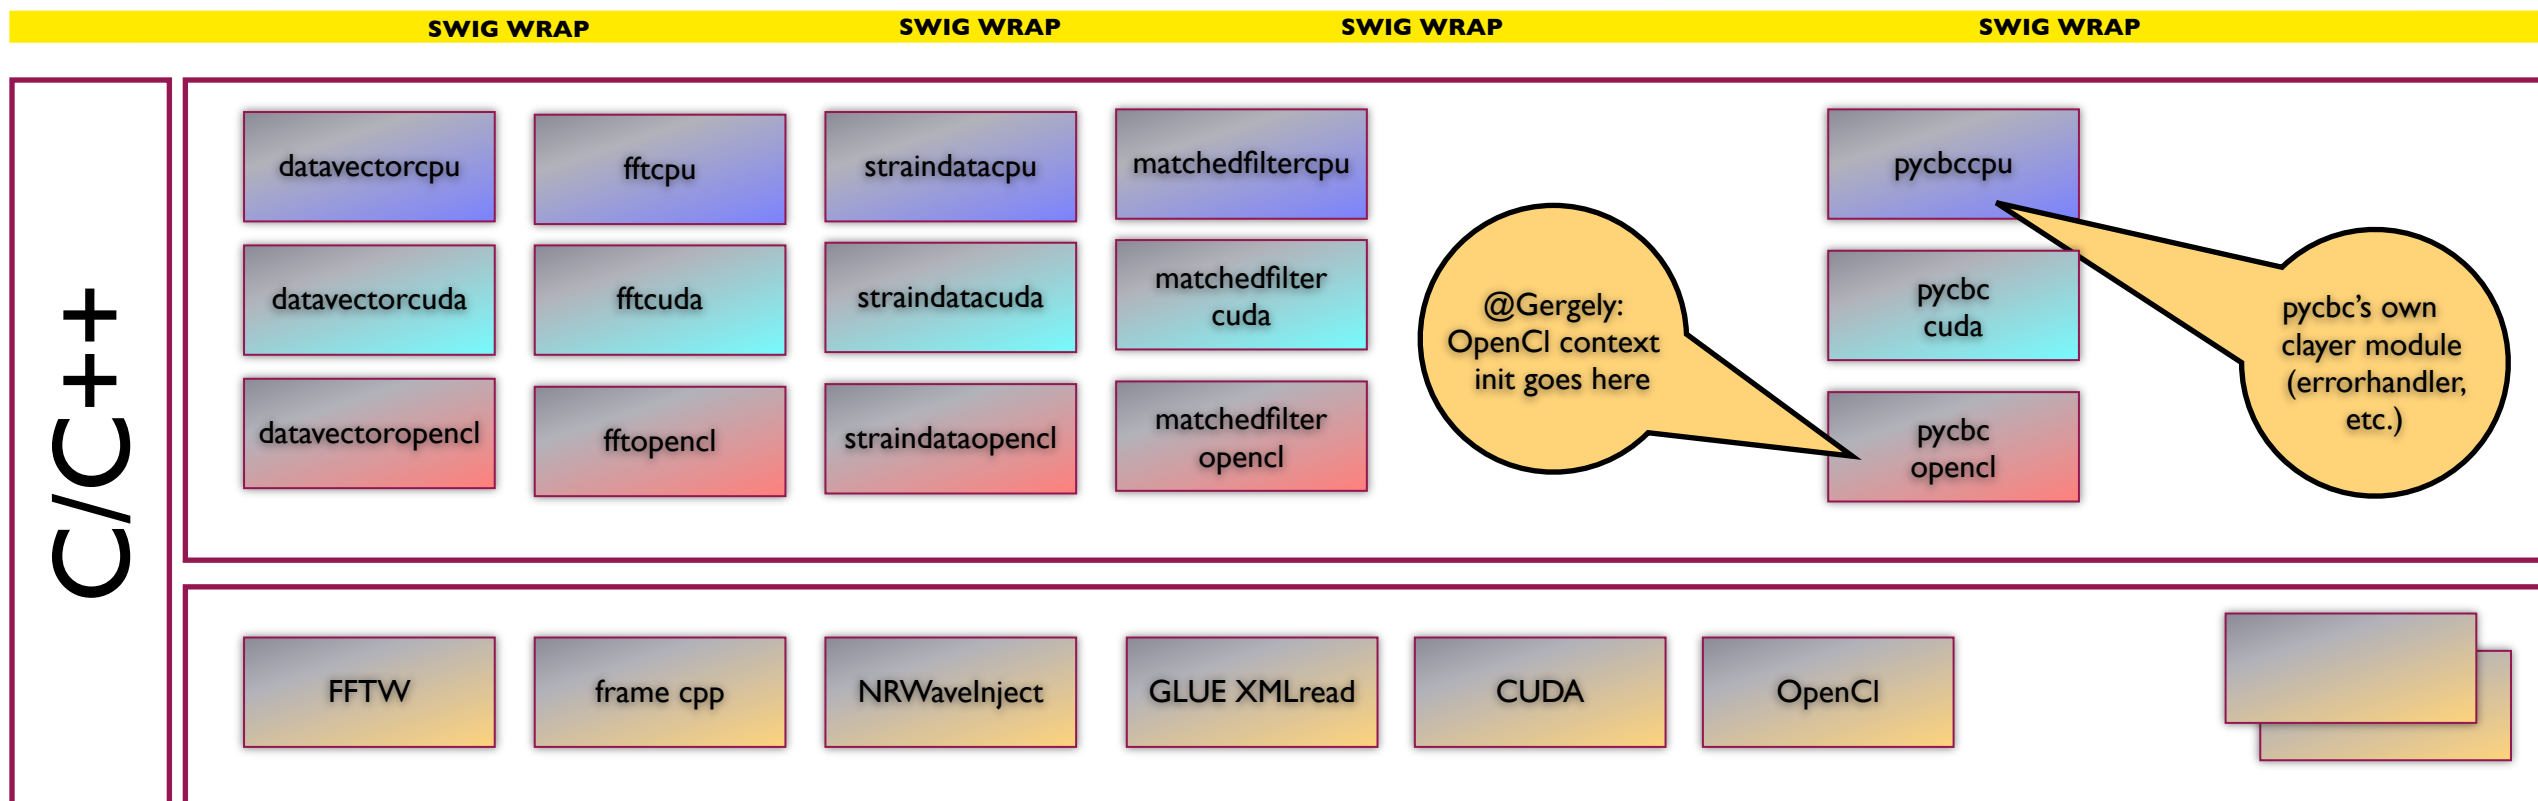 SWIG WRAP
SWIG WRAP
SWIG WRAP
SWIG WRAP
C/C++
datavectorcpu
fftcpu
straindatacpu
matchedfiltercpu
pycbccpu
datavectorcuda
fftcuda
straindatacuda
matchedfilter
cuda
@Gergely:
OpenCl context
init goes here
pycbc
cuda
pycbc's own
clayer module
(errorhandler,
etc.)
datavectoropencl
fftopencl
straindataopencl
matchedfilter
opencl
pycbc
opencl
FFTW
frame cpp
NRWaveInject
GLUE XMLread
CUDA
OpenCl